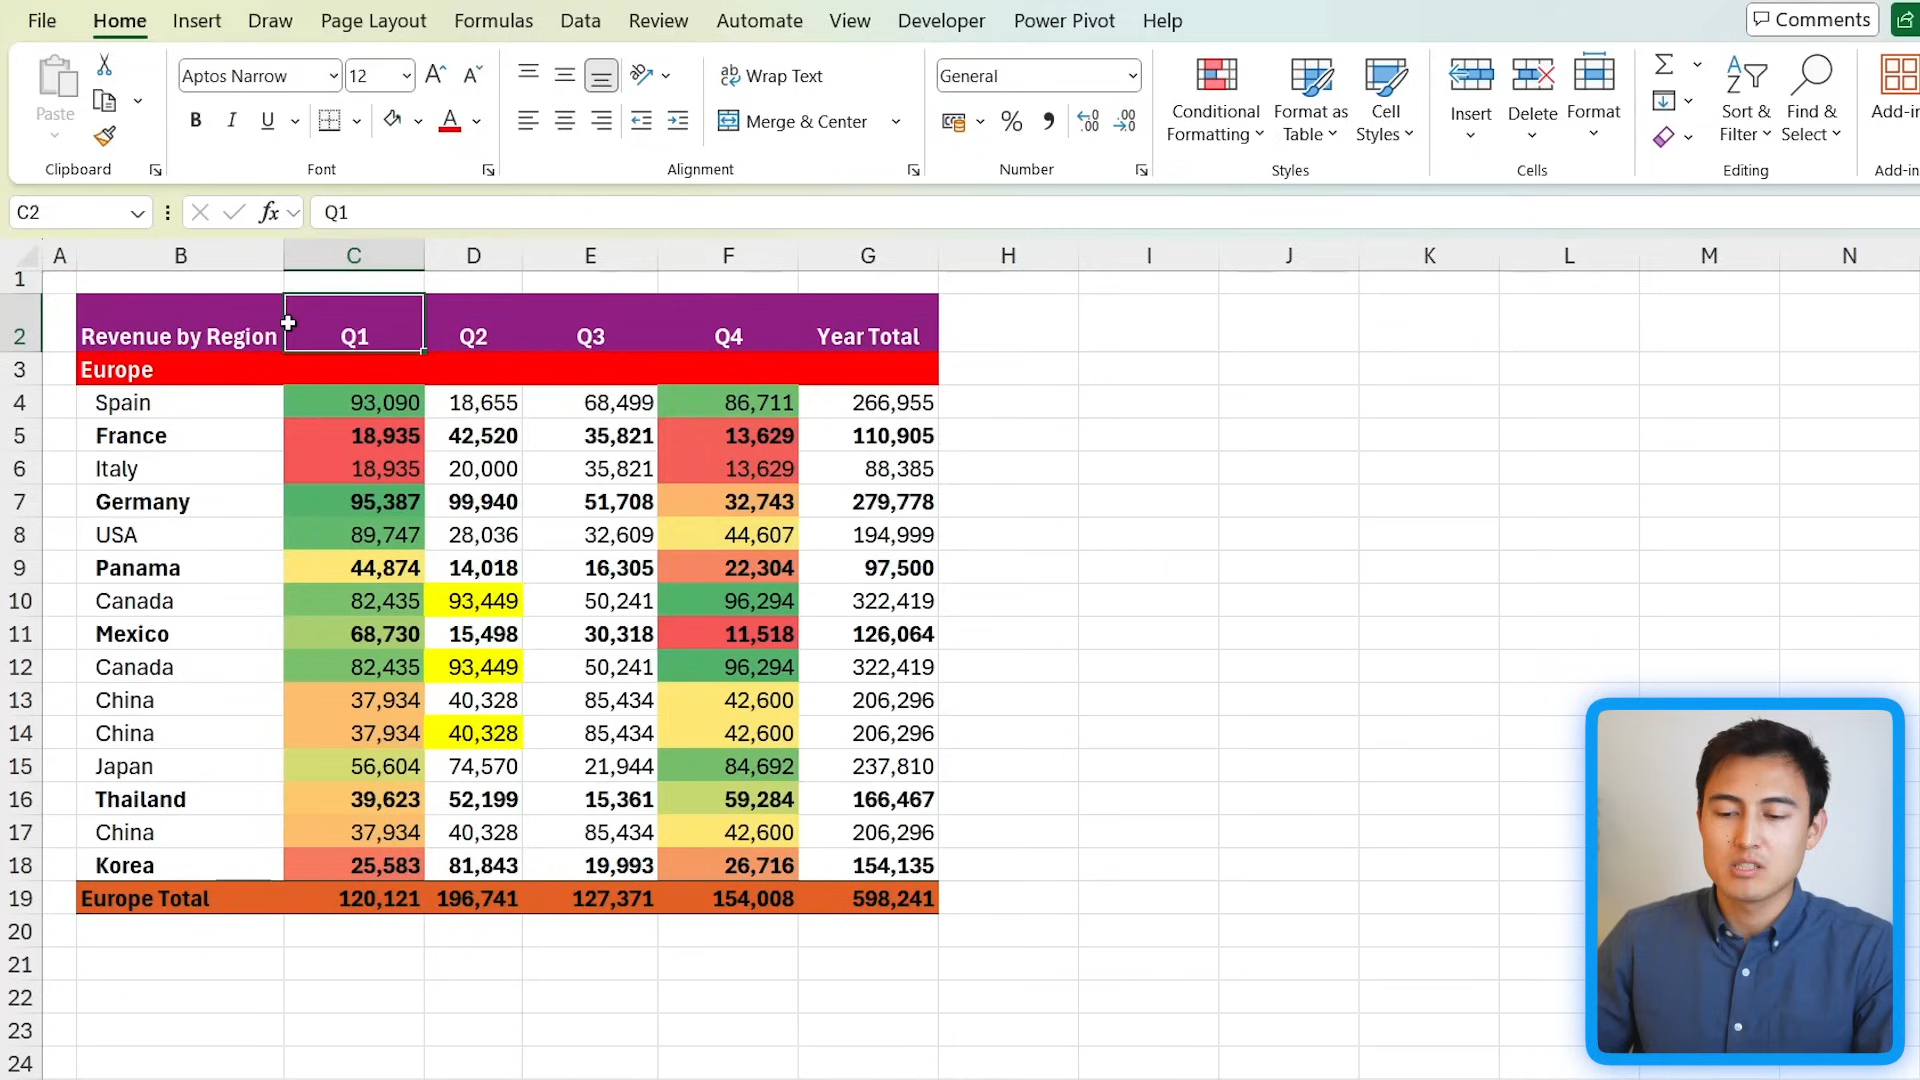 File Home Insert Draw Page Layout Formulas Data Review Automate View Developer Power Pivot Help Comments
Paste
Aptos Narrow 12
B I U A
ab Wrap Text
Merge & Center
General
% 9
Conditional Formatting
Format as Table
Cell Styles
Insert Delete Format
Sort & Filter
Find & Select
Add-in
Clipboard Font Alignment Number Styles Cells Editing Add-in
C2 fx Q1
A B C D E F G H I J K L M N
1
2 Revenue by Region Q1 Q2 Q3 Q4 Year Total
3 Europe
4 Spain 93,090 18,655 68,499 86,711 266,955
5 France 18,935 42,520 35,821 13,629 110,905
6 Italy 18,935 20,000 35,821 13,629 88,385
7 Germany 95,387 99,940 51,708 32,743 279,778
8 USA 89,747 28,036 32,609 44,607 194,999
9 Panama 44,874 14,018 16,305 22,304 97,500
10 Canada 82,435 93,449 50,241 96,294 322,419
11 Mexico 68,730 15,498 30,318 11,518 126,064
12 Canada 82,435 93,449 50,241 96,294 322,419
13 China 37,934 40,328 85,434 42,600 206,296
14 China 37,934 40,328 85,434 42,600 206,296
15 Japan 56,604 74,570 21,944 84,692 237,810
16 Thailand 39,623 52,199 15,361 59,284 166,467
17 China 37,934 40,328 85,434 42,600 206,296
18 Korea 25,583 81,843 19,993 26,716 154,135
19 Europe Total 120,121 196,741 127,371 154,008 598,241
20
21
22
23
24